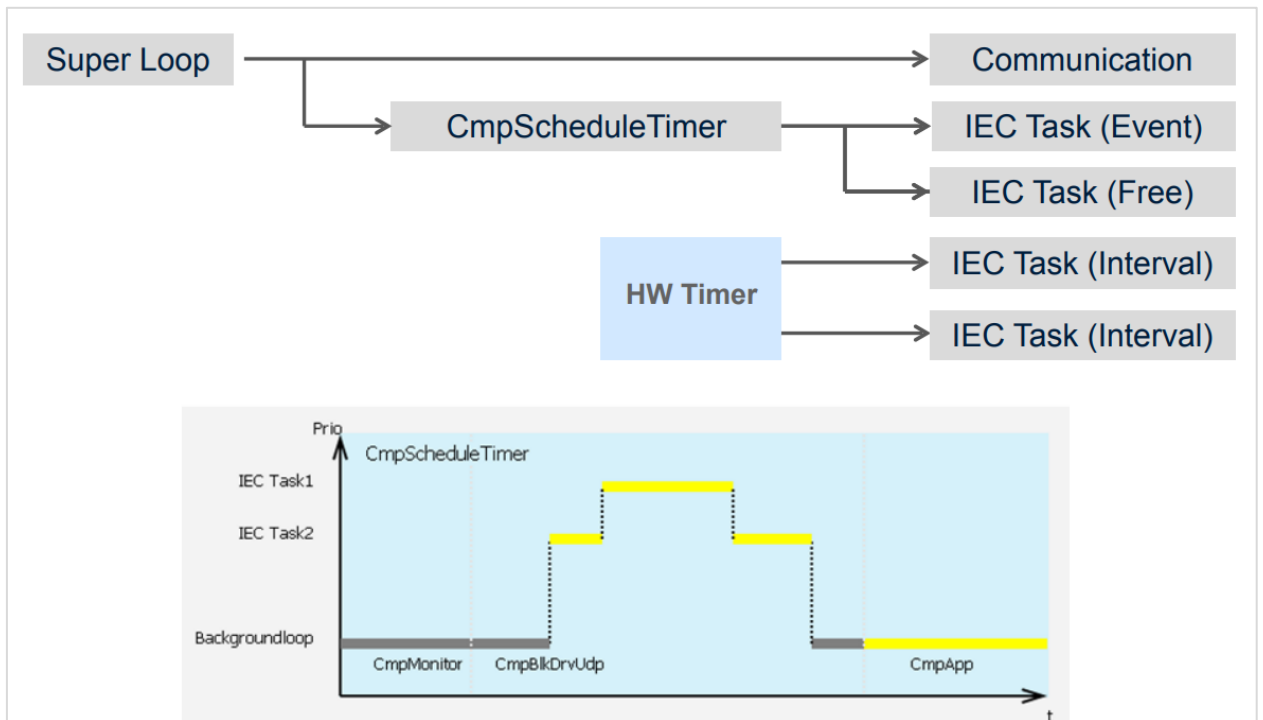 Super Loop
Communication
CmpScheduleTimer
IEC Task (Event)
IEC Task (Free)
HW Timer
IEC Task (Interval)
IEC Task (Interval)
Prio
CmpScheduleTimer
IEC Task1
IEC Task2
Backgroundloop
CmpMonitor
CmpBlkDrvUdp
CmpApp
t